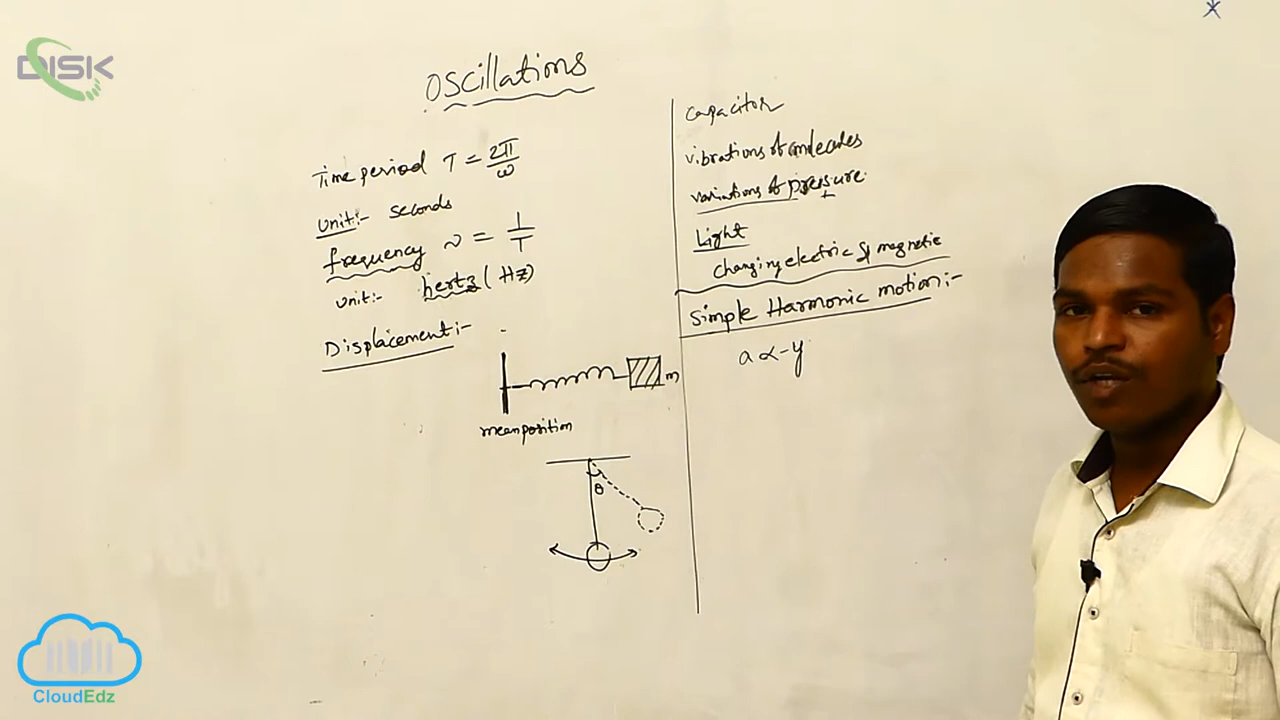 DISK
Oscillations
Time period T = 2π/ω
Unit:- seconds
frequency ν = 1/T
unit:- hertz (Hz)
Displacement:-
m
meanposition
θ
capacitor
vibrations of molecules
variations of pressure
Light
changing electric & magnetic
Simple Harmonic motion:-
a ∝ -y
CloudEdz